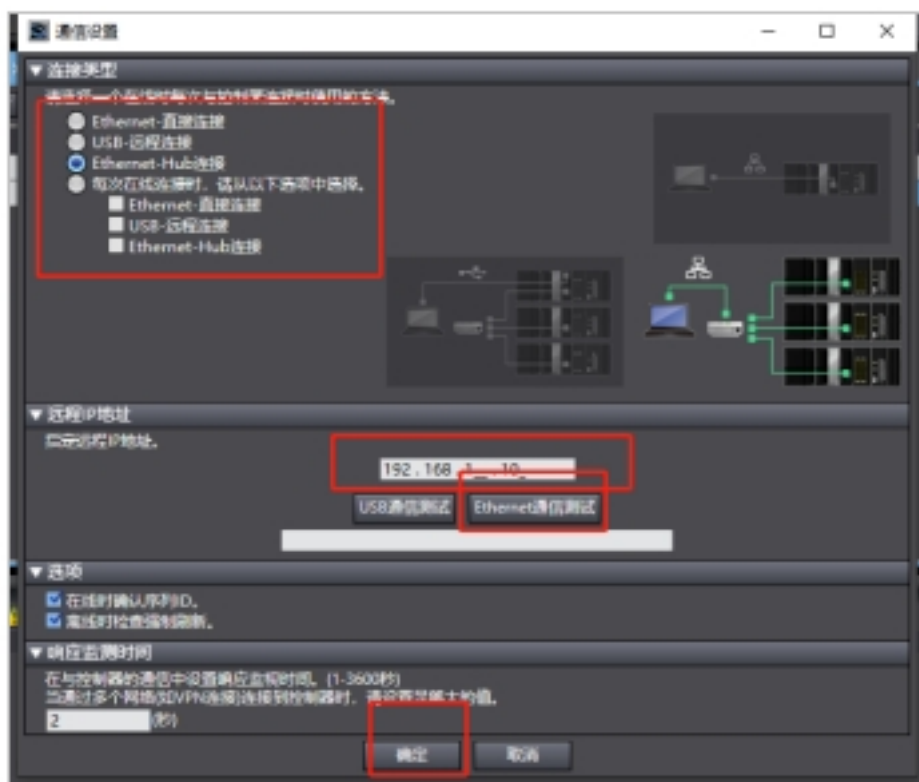 通信设置
▼连接类型
请选择一个在线时每次与控制器连接时使用的方法。
Ethernet-直接连接
USB-远程连接
Ethernet-Hub连接
每次在线连接时，请从以下选项中选择。
Ethernet-直接连接
USB-远程连接
Ethernet-Hub连接
▼远程IP地址
指定远程IP地址。
192 . 168 . 1__ . 10_
USB通信测试 Ethernet通信测试
▼选项
在线时确认序列ID。
离线时检查强制刷新。
▼响应监测时间
在与控制器的通信中设置响应监视时间。(1-3600秒)
当通过多个网络(如VPN连接)连接到控制器时，请设置足够大的值。
2 (秒)
确定 取消